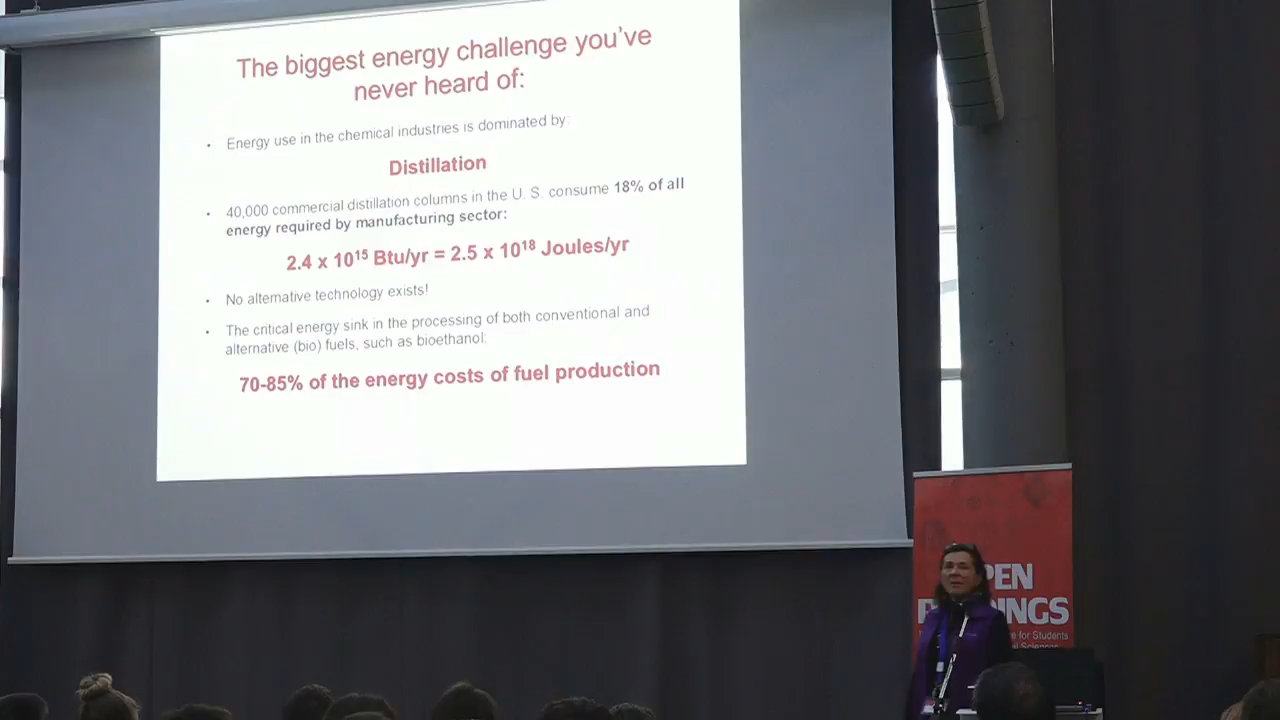 The biggest energy challenge you've
never heard of:
• Energy use in the chemical industries is dominated by:
Distillation
• 40,000 commercial distillation columns in the U. S. consume 18% of all
energy required by manufacturing sector:
2.4 x 10¹⁵ Btu/yr = 2.5 x 10¹⁸ Joules/yr
• No alternative technology exists!
• The critical energy sink in the processing of both conventional and
alternative (bio) fuels, such as bioethanol:
70-85% of the energy costs of fuel production
PEN
INGS
for Students
Sciences